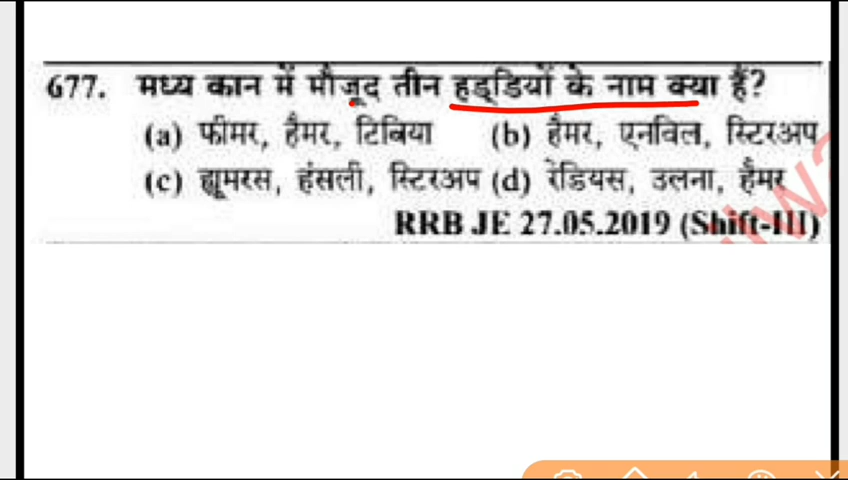 677. मध्य कान में मौजूद तीन हड्डियों के नाम क्या हैं?
(a) फीमर, हैमर, टिबिया (b) हैमर, एनविल, स्टिरअप
(c) ह्यूमरस, हंसली, स्टिरअप (d) रेडियस, उलना, हैमर
RRB JE 27.05.2019 (Shift-III)